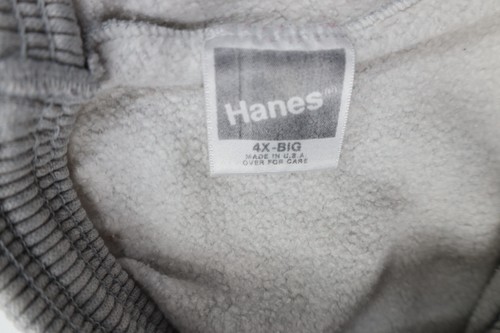 Hanes
4X-BIG
MADE IN U.S.A.
OVER FOR CARE